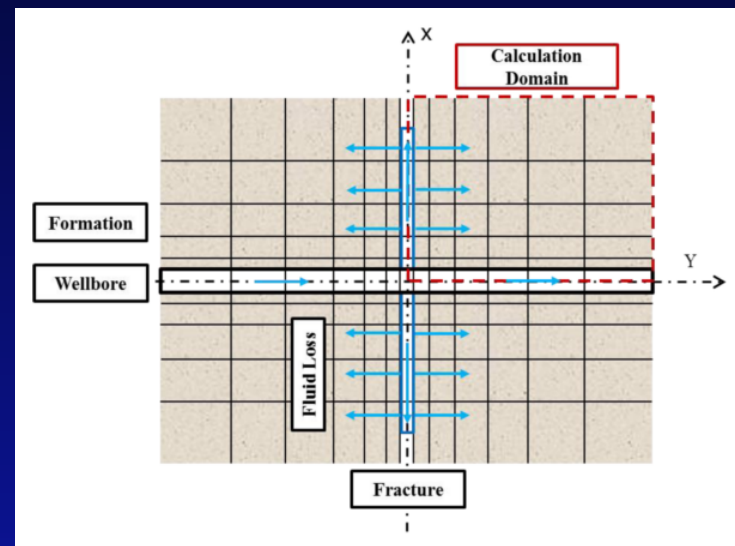 X
Calculation
Domain
Formation
Wellbore
Y
Fluid Loss
Fracture